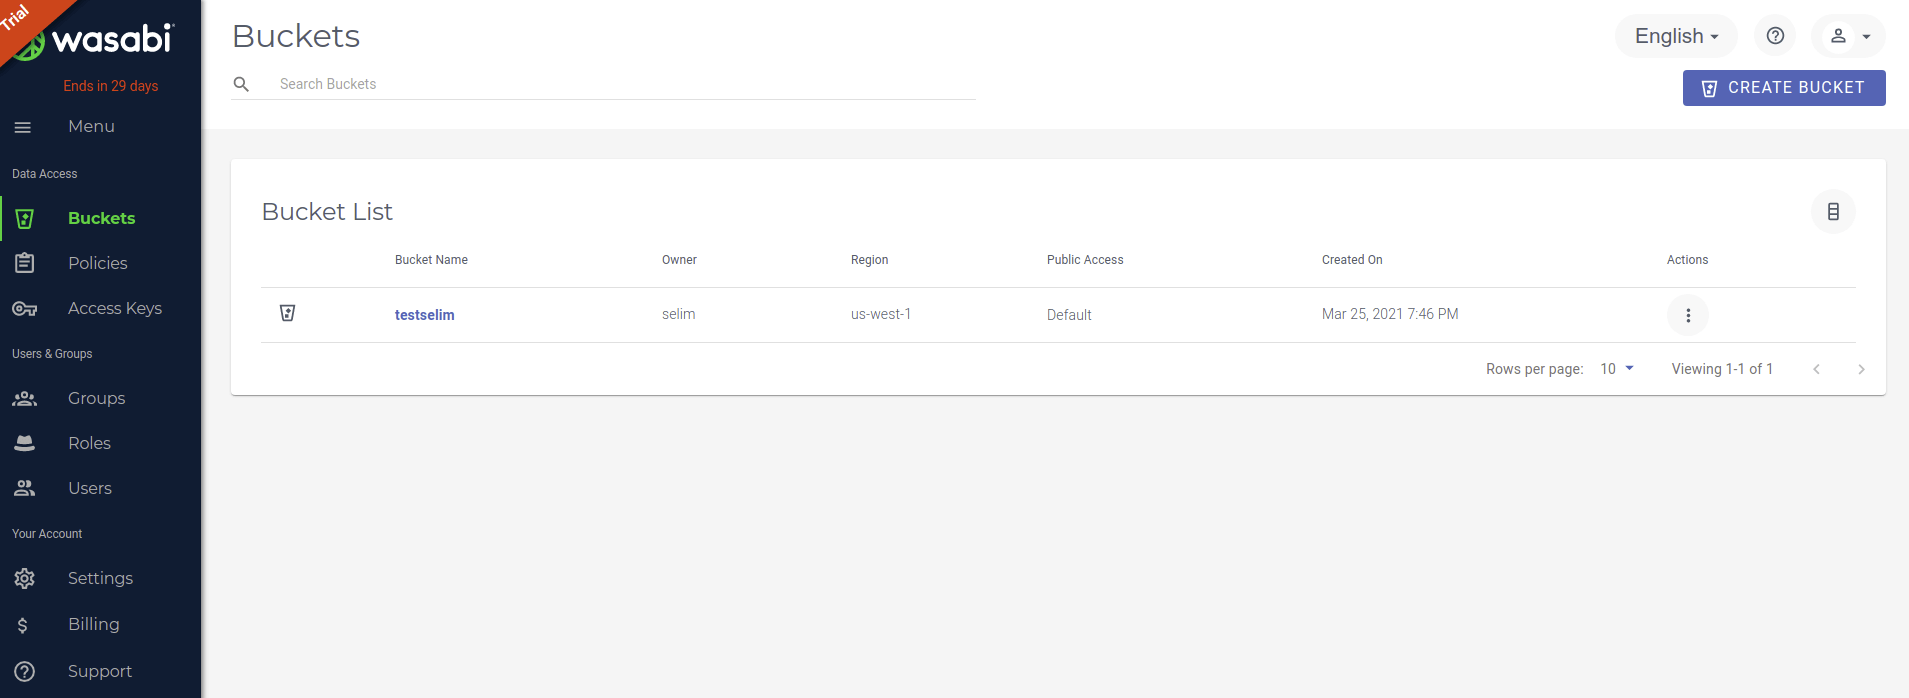 Trial
wasabi
Ends in 29 days
Menu
Data Access
Buckets
Policies
Access Keys
Users & Groups
Groups
Roles
Users
Your Account
Settings
Billing
Support
Buckets
English
Search Buckets
CREATE BUCKET
Bucket List
Bucket Name Owner Region Public Access Created On Actions
testselim selim us-west-1 Default Mar 25, 2021 7:46 PM
Rows per page: 10 Viewing 1-1 of 1